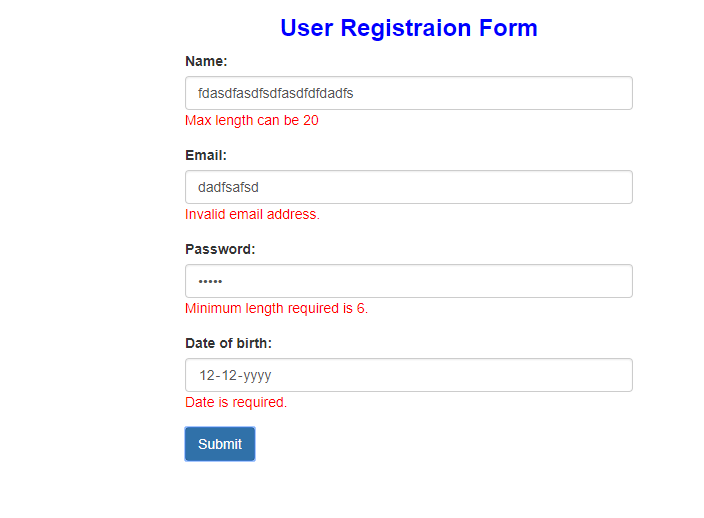 User Registraion Form
Name:
fdasdfasdfsdfasdfdfdadfs
Max length can be 20
Email:
dadfsafsd
Invalid email address.
Password:
•••••
Minimum length required is 6.
Date of birth:
12-12-yyyy
Date is required.
Submit